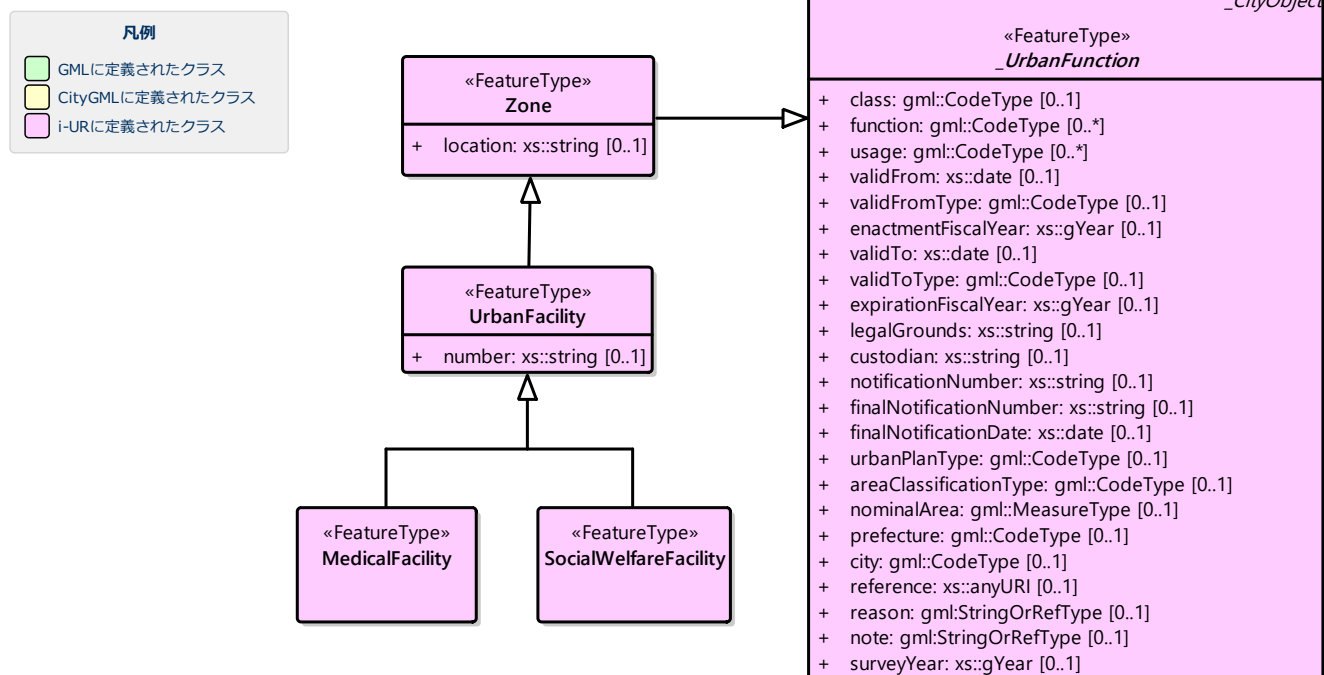 凡例
GMLに定義されたクラス
CityGMLに定義されたクラス
i-URに定義されたクラス
«FeatureType»
Zone
+ location: xs::string [0..1]
«FeatureType»
UrbanFacility
+ number: xs::string [0..1]
«FeatureType»
MedicalFacility
«FeatureType»
SocialWelfareFacility
_CityObject
«FeatureType»
_UrbanFunction
+ class: gml::CodeType [0..1]
+ function: gml::CodeType [0..*]
+ usage: gml::CodeType [0..*]
+ validFrom: xs::date [0..1]
+ validFromType: gml::CodeType [0..1]
+ enactmentFiscalYear: xs::gYear [0..1]
+ validTo: xs::date [0..1]
+ validToType: gml::CodeType [0..1]
+ expirationFiscalYear: xs::gYear [0..1]
+ legalGrounds: xs::string [0..1]
+ custodian: xs::string [0..1]
+ notificationNumber: xs::string [0..1]
+ finalNotificationNumber: xs::string [0..1]
+ finalNotificationDate: xs::date [0..1]
+ urbanPlanType: gml::CodeType [0..1]
+ areaClassificationType: gml::CodeType [0..1]
+ nominalArea: gml::MeasureType [0..1]
+ prefecture: gml::CodeType [0..1]
+ city: gml::CodeType [0..1]
+ reference: xs::anyURI [0..1]
+ reason: gml:StringOrRefType [0..1]
+ note: gml:StringOrRefType [0..1]
+ surveyYear: xs::gYear [0..1]